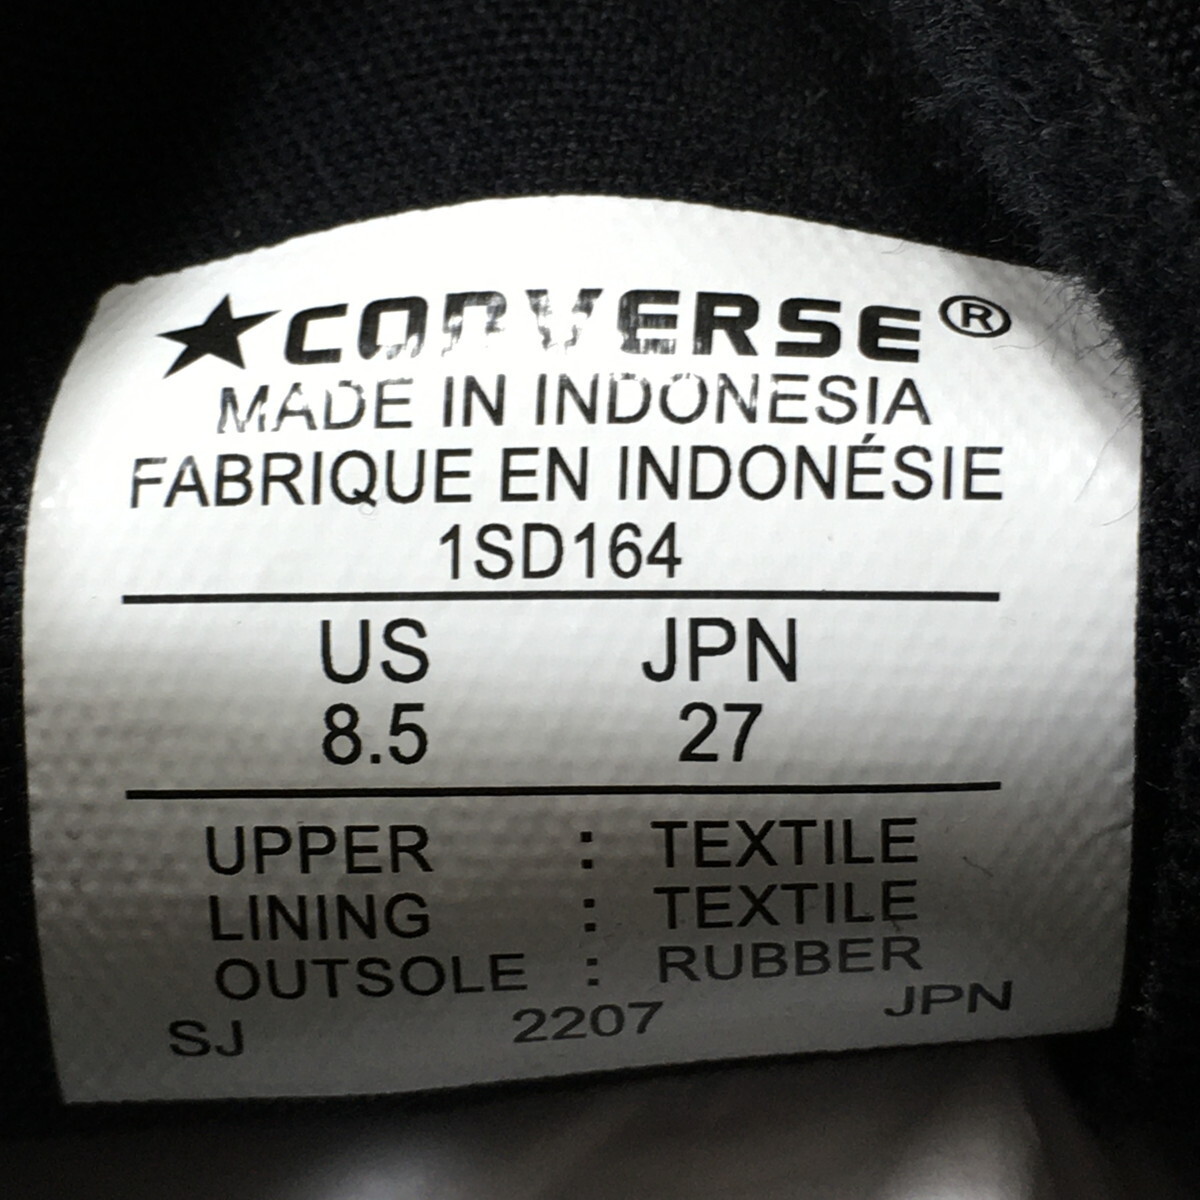 ★CONVERSE®
MADE IN INDONESIA
FABRIQUE EN INDONÉSIE
1SD164
US JPN
8.5 27
UPPER : TEXTILE
LINING : TEXTILE
OUTSOLE : RUBBER
SJ 2207 JPN